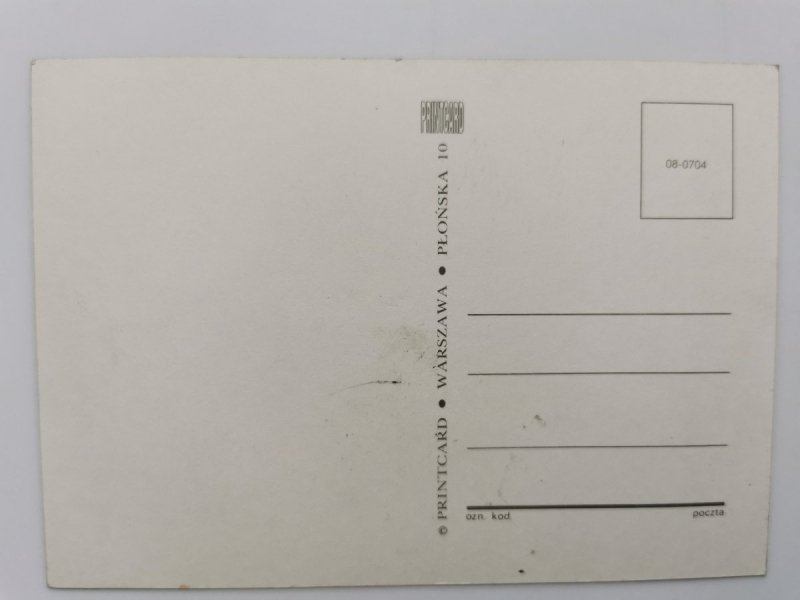 PRINTCARD
08-0704
© PRINTCARD • WARSZAWA • PŁOŃSKA 10
ozn. kod poczta